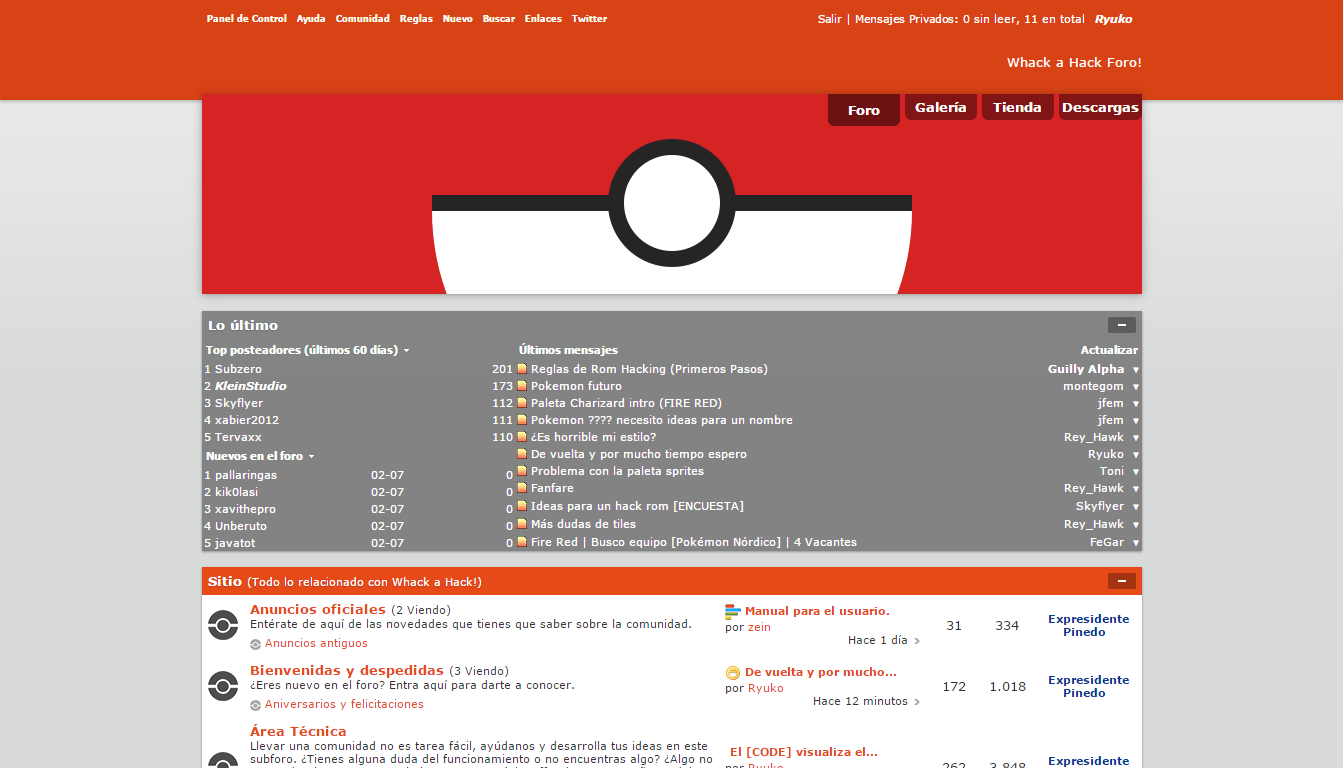 Panel de Control Ayuda Comunidad Reglas Nuevo Buscar Enlaces Twitter
Salir | Mensajes Privados: 0 sin leer, 11 en total Ryuko
Whack a Hack Foro!
Foro Galería Tienda Descargas
Lo último
Top posteadores (últimos 60 días) Últimos mensajes Actualizar
1 Subzero 201 Reglas de Rom Hacking (Primeros Pasos) Guilly Alpha
2 KleinStudio 173 Pokemon futuro montegom
3 Skyflyer 112 Paleta Charizard intro (FIRE RED) jfem
4 xabier2012 111 Pokemon ???? necesito ideas para un nombre jfem
5 Tervaxx 110 ¿Es horrible mi estilo? Rey_Hawk
Nuevos en el foro De vuelta y por mucho tiempo espero Ryuko
1 pallaringas 02-07 0 Problema con la paleta sprites Toni
2 kik0lasi 02-07 0 Fanfare Rey_Hawk
3 xavithepro 02-07 0 Ideas para un hack rom [ENCUESTA] Skyflyer
4 Unberuto 02-07 0 Más dudas de tiles Rey_Hawk
5 javatot 02-07 0 Fire Red | Busco equipo [Pokémon Nórdico] | 4 Vacantes FeGar
Sitio (Todo lo relacionado con Whack a Hack!)
Anuncios oficiales (2 Viendo)
Entérate de aquí de las novedades que tienes que saber sobre la comunidad.
Anuncios antiguos
Manual para el usuario.
por zein
Hace 1 día
31 334
Expresidente
Pinedo
Bienvenidas y despedidas (3 Viendo)
¿Eres nuevo en el foro? Entra aquí para darte a conocer.
Aniversarios y felicitaciones
De vuelta y por mucho...
por Ryuko
Hace 12 minutos
172 1.018
Expresidente
Pinedo
Área Técnica
Llevar una comunidad no es tarea fácil, ayúdanos y desarrolla tus ideas en este
subforo. ¿Tienes alguna duda del funcionamiento o no encuentras algo? ¿Algo no
El [CODE] visualiza el...
por Ryuko
262 3.848
Expresidente